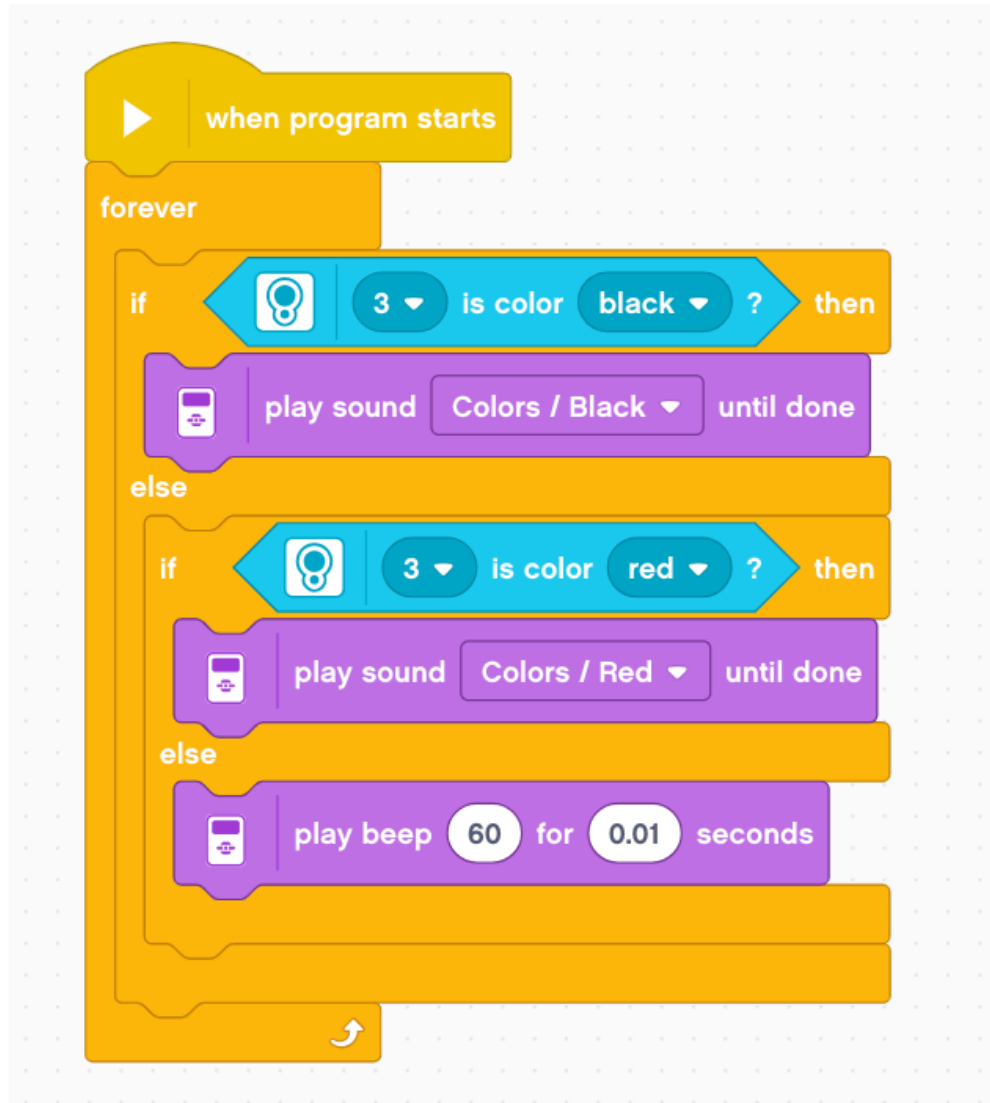 when program starts
forever
if 3 is color black ? then
play sound Colors / Black until done
else
if 3 is color red ? then
play sound Colors / Red until done
else
play beep 60 for 0.01 seconds